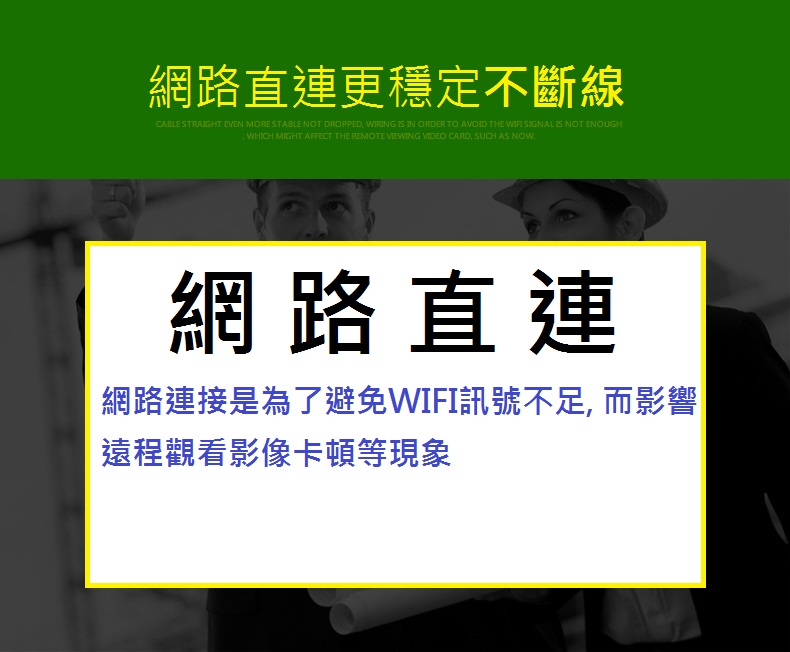 網路直連更穩定不斷線
CABLE STRAIGHT EVEN MORE STABLE NOT DROPPED, WIRING IS IN ORDER TO AVOID THE WIFI SIGNAL IS NOT ENOUGH
, WHICH MIGHT AFFECT THE REMOTE VIEWING VIDEO CARD, SUCH AS NOW.
網路直連
網路連接是為了避免WIFI訊號不足, 而影響
遠程觀看影像卡頓等現象